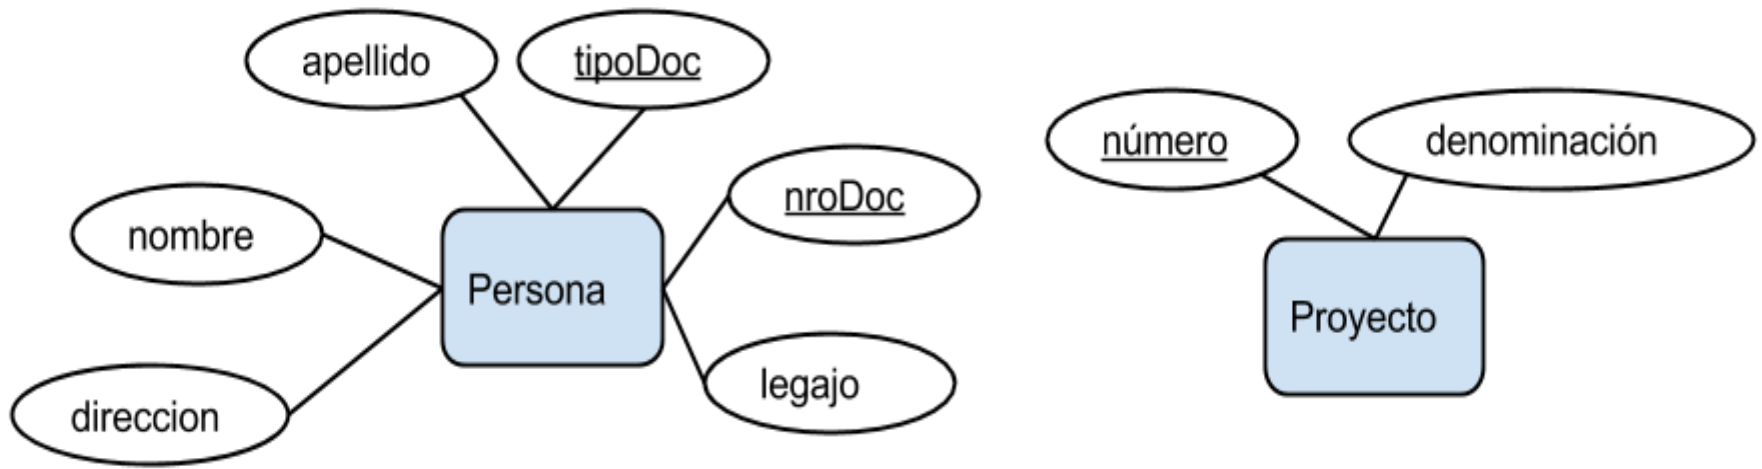 apellido
tipoDoc
número
denominación
nroDoc
nombre
Persona
Proyecto
legajo
direccion